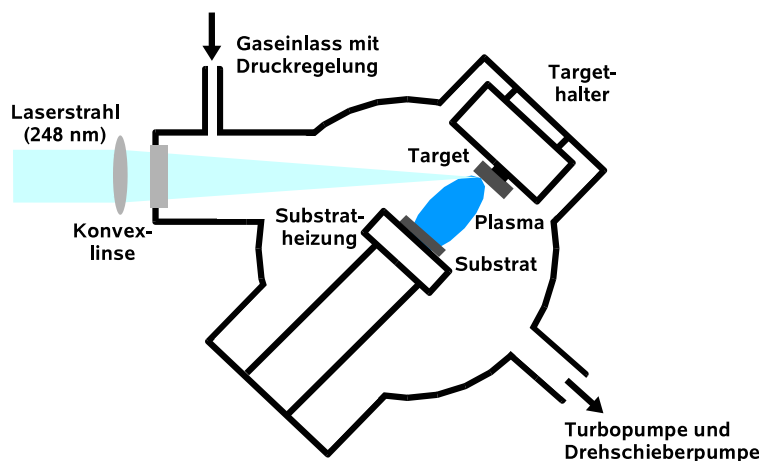 Gaseinlass mit
Druckregelung
Target-
halter
Laserstrahl
(248 nm)
Target
Substrat-
heizung
Plasma
Konvex-
linse
Substrat
Turbopumpe und
Drehschieberpumpe